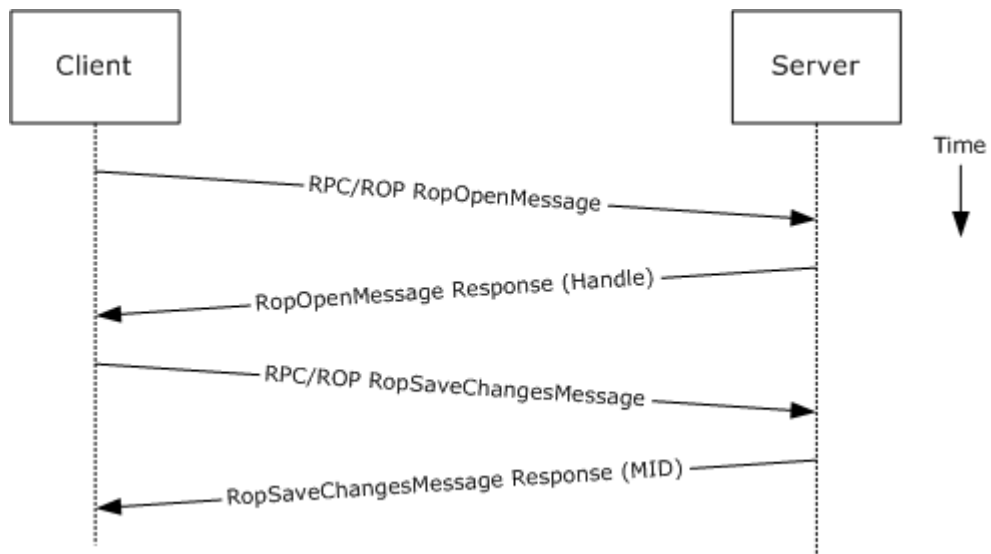 Client
Server
Time
RPC/ROP RopOpenMessage
RopOpenMessage Response (Handle)
RPC/ROP RopSaveChangesMessage
RopSaveChangesMessage Response (MID)